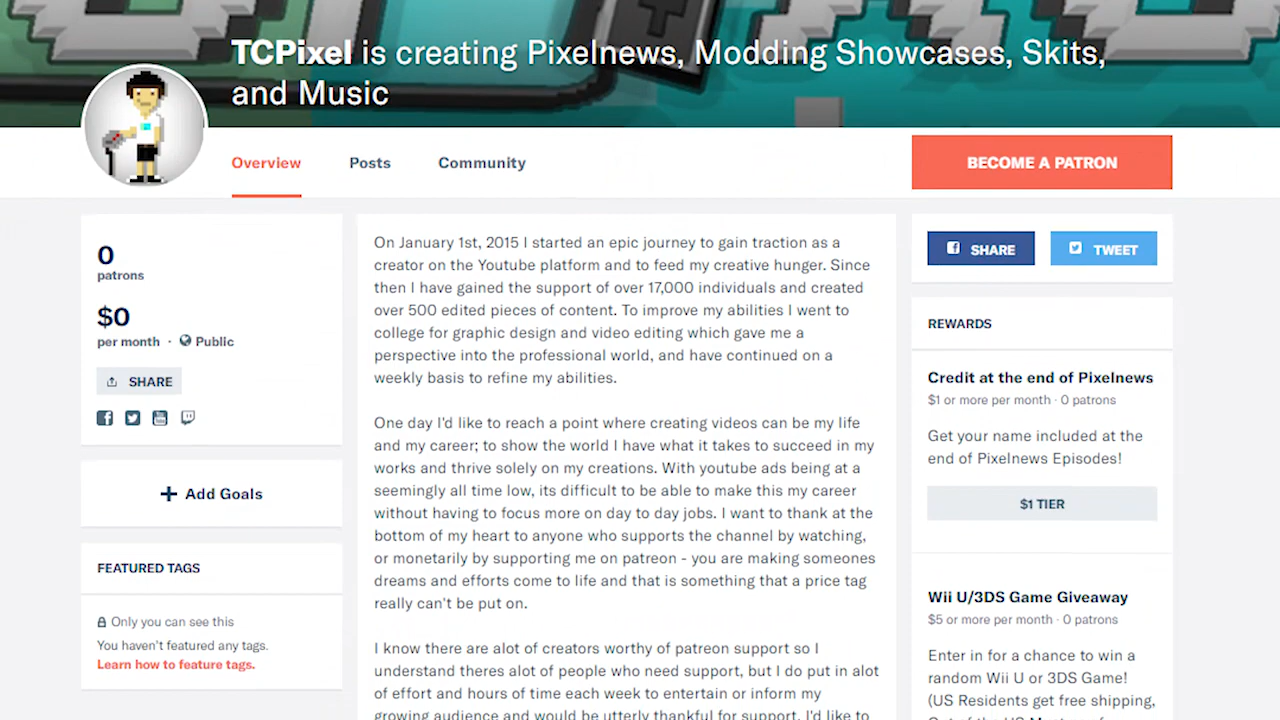 TCPixel is creating Pixelnews, Modding Showcases, Skits,
and Music
Overview
Posts
Community
BECOME A PATRON
0
patrons
$0
per month · Public
SHARE
Add Goals
FEATURED TAGS
Only you can see this
You haven't featured any tags.
Learn how to feature tags.
On January 1st, 2015 I started an epic journey to gain traction as a
creator on the Youtube platform and to feed my creative hunger. Since
then I have gained the support of over 17,000 individuals and created
over 500 edited pieces of content. To improve my abilities I went to
college for graphic design and video editing which gave me a
perspective into the professional world, and have continued on a
weekly basis to refine my abilities.
One day I'd like to reach a point where creating videos can be my life
and my career; to show the world I have what it takes to succeed in my
works and thrive solely on my creations. With youtube ads being at a
seemingly all time low, its difficult to be able to make this my career
without having to focus more on day to day jobs. I want to thank at the
bottom of my heart to anyone who supports the channel by watching,
or monetarily by supporting me on patreon - you are making someones
dreams and efforts come to life and that is something that a price tag
really can't be put on.
I know there are alot of creators worthy of patreon support so I
understand theres alot of people who need support, but I do put in alot
of effort and hours of time each week to entertain or inform my
growing audience and would be utterly thankful for support. I'd like to
SHARE
TWEET
REWARDS
Credit at the end of Pixelnews
$1 or more per month · 0 patrons
Get your name included at the
end of Pixelnews Episodes!
$1 TIER
Wii U/3DS Game Giveaway
$5 or more per month · 0 patrons
Enter in for a chance to win a
random Wii U or 3DS Game!
(US Residents get free shipping,